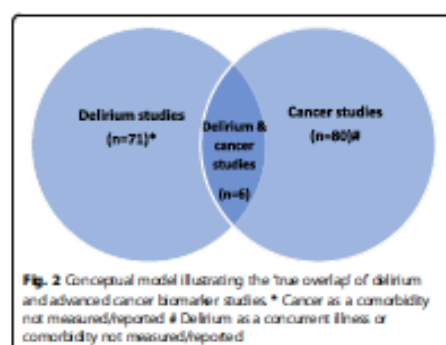 Delirium studies
(n=71)*
Delirium &
cancer
studies
(n=6)
Cancer studies
(n=80)#
Fig. 2 Conceptual model illustrating the 'true overlap' of delirium
and advanced cancer biomarker studies. * Cancer as a comorbidity
not measured/reported # Delirium as a concurrent illness or
comorbidity not measured/reported